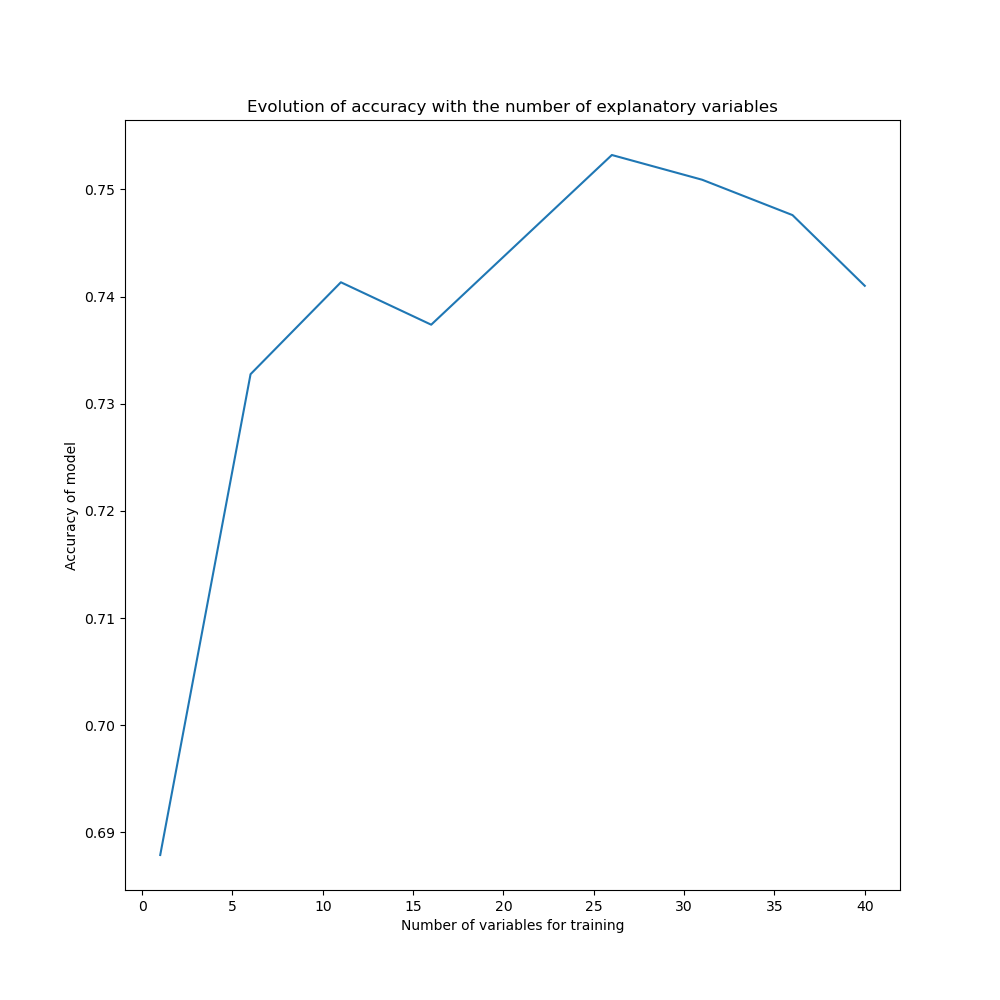 Evolution of accuracy with the number of explanatory variables
0.75
0.74
0.73
0.72
0.71
0.70
0.69
Accuracy of model
0 5 10 15 20 25 30 35 40
Number of variables for training